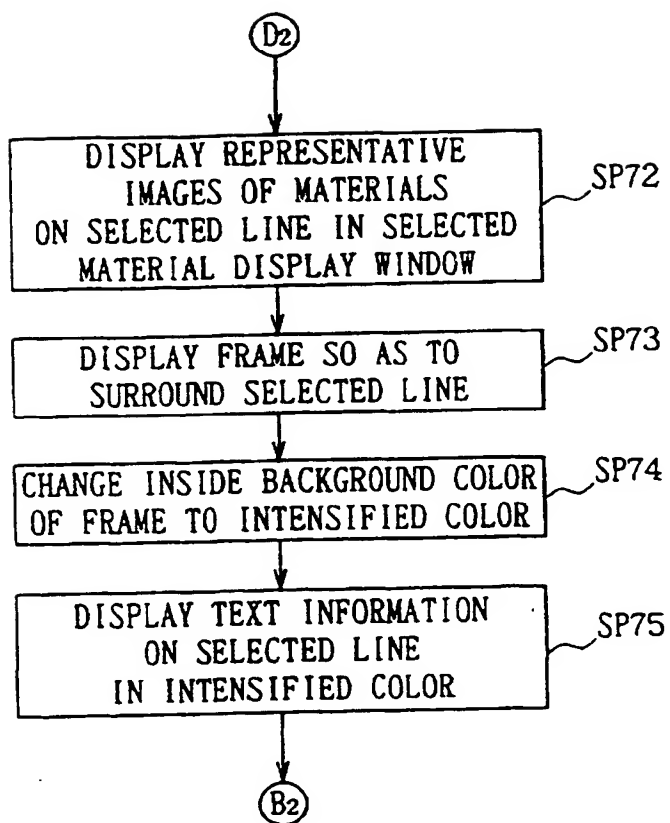 D2
DISPLAY REPRESENTATIVE
IMAGES OF MATERIALS
ON SELECTED LINE IN SELECTED
MATERIAL DISPLAY WINDOW
SP72
DISPLAY FRAME SO AS TO
SURROUND SELECTED LINE
SP73
CHANGE INSIDE BACKGROUND COLOR
OF FRAME TO INTENSIFIED COLOR
SP74
DISPLAY TEXT INFORMATION
ON SELECTED LINE
IN INTENSIFIED COLOR
SP75
B2